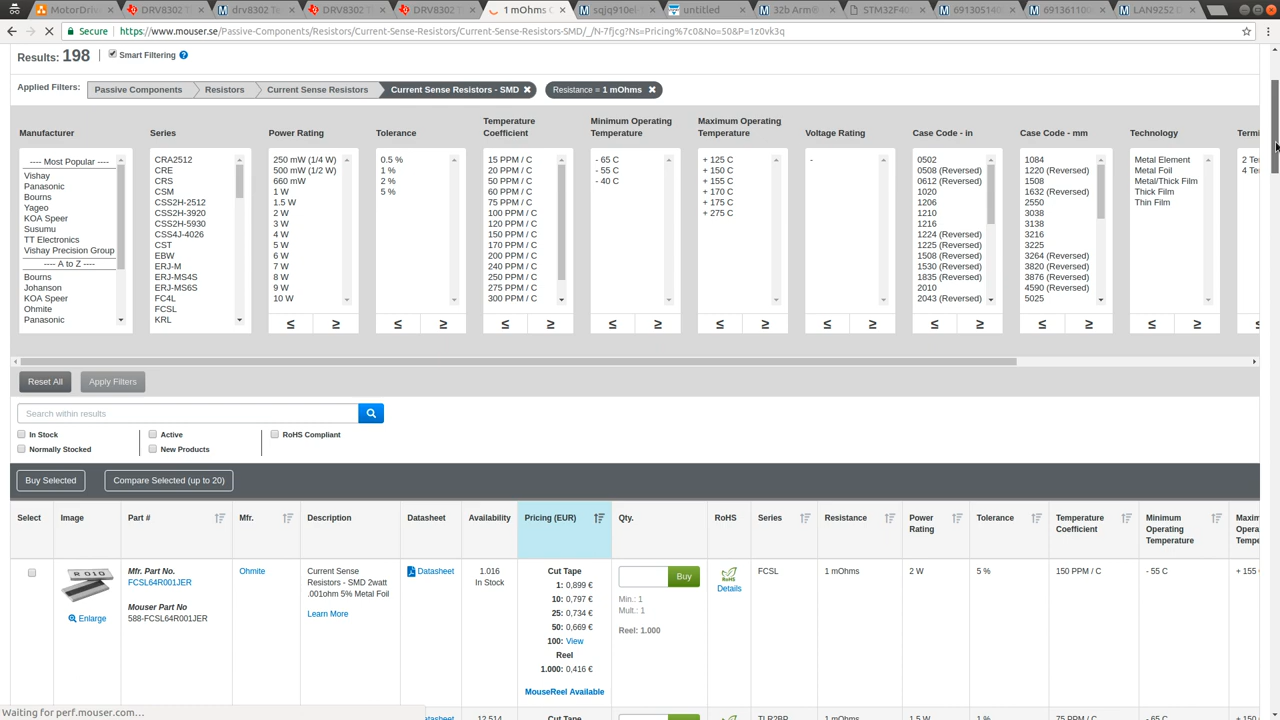 MotorDrive
DRV8302 T
drv8302 Te
DRV8302 T
DRV8302 T
1 mOhms C
sqjq910el
untitled
32b Arm®
STM32F40
691305140
691361100
LAN9252 D
Secure | https://www.mouser.se/Passive-Components/Resistors/Current-Sense-Resistors/Current-Sense-Resistors-SMD/_/N-7fjcg?Ns=Pricing%7c0&No=50&P=1z0vk3q
Results: 198 Smart Filtering ?
Applied Filters: Passive Components Resistors Current Sense Resistors Current Sense Resistors - SMD ✖ Resistance = 1 mOhms ✖
Manufacturer
---- Most Popular ----
Vishay
Panasonic
Bourns
Yageo
KOA Speer
Susumu
TT Electronics
Vishay Precision Group
---- A to Z ----
Bourns
Johanson
KOA Speer
Ohmite
Panasonic
Series
CRA2512
CRE
CRS
CSM
CSS2H-2512
CSS2H-3920
CSS2H-5930
CSS4J-4026
CST
EBW
ERJ-M
ERJ-MS4S
ERJ-MS6S
FC4L
FCSL
KRL
Power Rating
250 mW (1/4 W)
500 mW (1/2 W)
660 mW
1 W
1.5 W
2 W
3 W
4 W
5 W
6 W
7 W
8 W
9 W
10 W
≤ ≥
Tolerance
0.5 %
1 %
2 %
5 %
≤ ≥
Temperature
Coefficient
15 PPM / C
20 PPM / C
50 PPM / C
60 PPM / C
75 PPM / C
100 PPM / C
120 PPM / C
150 PPM / C
170 PPM / C
200 PPM / C
240 PPM / C
250 PPM / C
275 PPM / C
300 PPM / C
≤ ≥
Minimum Operating
Temperature
- 65 C
- 55 C
- 40 C
≤ ≥
Maximum Operating
Temperature
+ 125 C
+ 150 C
+ 155 C
+ 170 C
+ 175 C
+ 275 C
≤ ≥
Voltage Rating
-
≤ ≥
Case Code - in
0502
0508 (Reversed)
0612 (Reversed)
1020
1206
1210
1216
1224 (Reversed)
1225 (Reversed)
1508 (Reversed)
1530 (Reversed)
1835 (Reversed)
2010
2043 (Reversed)
≤ ≥
Case Code - mm
1084
1220 (Reversed)
1508
1632 (Reversed)
2550
3038
3138
3216
3225
3264 (Reversed)
3820 (Reversed)
3876 (Reversed)
4590 (Reversed)
5025
≤ ≥
Technology
Metal Element
Metal Foil
Metal/Thick Film
Thick Film
Thin Film
≤ ≥
Termi
2 Te
4 Te
Reset All Apply Filters
Search within results
In Stock Active RoHS Compliant
Normally Stocked New Products
Buy Selected Compare Selected (up to 20)
Select
Image
Part #
Mfr.
Description
Datasheet
Availability
Pricing (EUR)
Qty.
RoHS
Series
Resistance
Power
Rating
Tolerance
Temperature
Coefficient
Minimum
Operating
Temperature
Maxim
Opera
Tempe
R 010
Enlarge
Mfr. Part No.
FCSL64R001JER
Mouser Part No
588-FCSL64R001JER
Ohmite
Current Sense
Resistors - SMD 2watt
.001ohm 5% Metal Foil
Learn More
Datasheet
1.016
In Stock
Cut Tape
1: 0,899 €
10: 0,797 €
25: 0,734 €
50: 0,669 €
100: View
Reel
1.000: 0,416 €
MouseReel Available
Buy
Min.: 1
Mult.: 1
Reel: 1.000
RoHS
Details
FCSL
1 mOhms
2 W
5 %
150 PPM / C
- 55 C
+ 155
Waiting for perf.mouser.com...
Datasheet
12.514
Cut Tape
TLR2BP
1 mOhms
1.5 W
1 %
75 PPM / C
- 65 C
+ 170